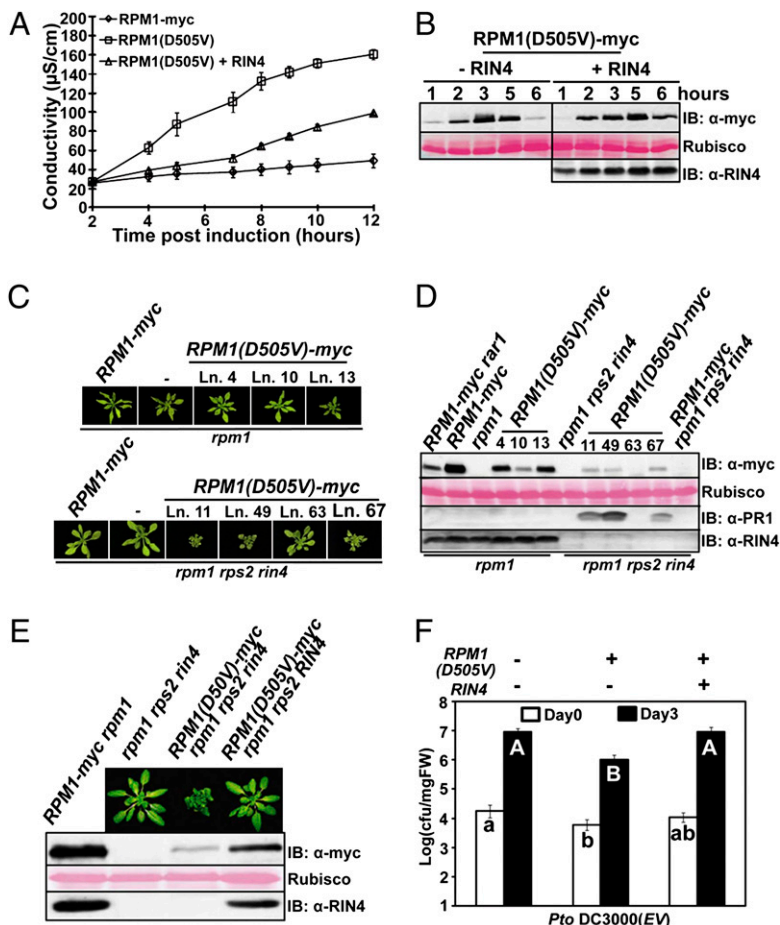 A
Conductivity (µS/cm)
200
180
160
140
120
100
80
60
40
20
0
RPM1-myc
RPM1(D505V)
RPM1(D505V) + RIN4
2 4 6 8 10 12
Time post induction (hours)
B
RPM1(D505V)-myc
- RIN4 + RIN4
1 2 3 5 6 1 2 3 5 6 hours
IB: α-myc
Rubisco
IB: α-RIN4
C
RPM1-myc
-
RPM1(D505V)-myc
Ln. 4 Ln. 10 Ln. 13
rpm1
RPM1-myc
-
RPM1(D505V)-myc
Ln. 11 Ln. 49 Ln. 63 Ln. 67
rpm1 rps2 rin4
D
RPM1-myc rar1
RPM1-myc
rpm1
RPM1(D505V)-myc
4 10 13
rpm1 rps2 rin4
RPM1(D505V)-myc
11 49 63 67
RPM1-myc
rpm1 rps2 rin4
IB: α-myc
Rubisco
IB: α-PR1
IB: α-RIN4
rpm1 rpm1 rps2 rin4
E
RPM1-myc rpm1
rpm1 rps2 rin4
RPM1(D50V)-myc
rpm1 rps2 rin4
RPM1(D505V)-myc
rpm1 rps2 RIN4
IB: α-myc
Rubisco
IB: α-RIN4
F
RPM1 - + +
(D505V)
RIN4 - - +
Day0 Day3
Log(cfu/mgFW)
8
7
6
5
4
3
2
1
A B A
a b ab
Pto DC3000(EV)